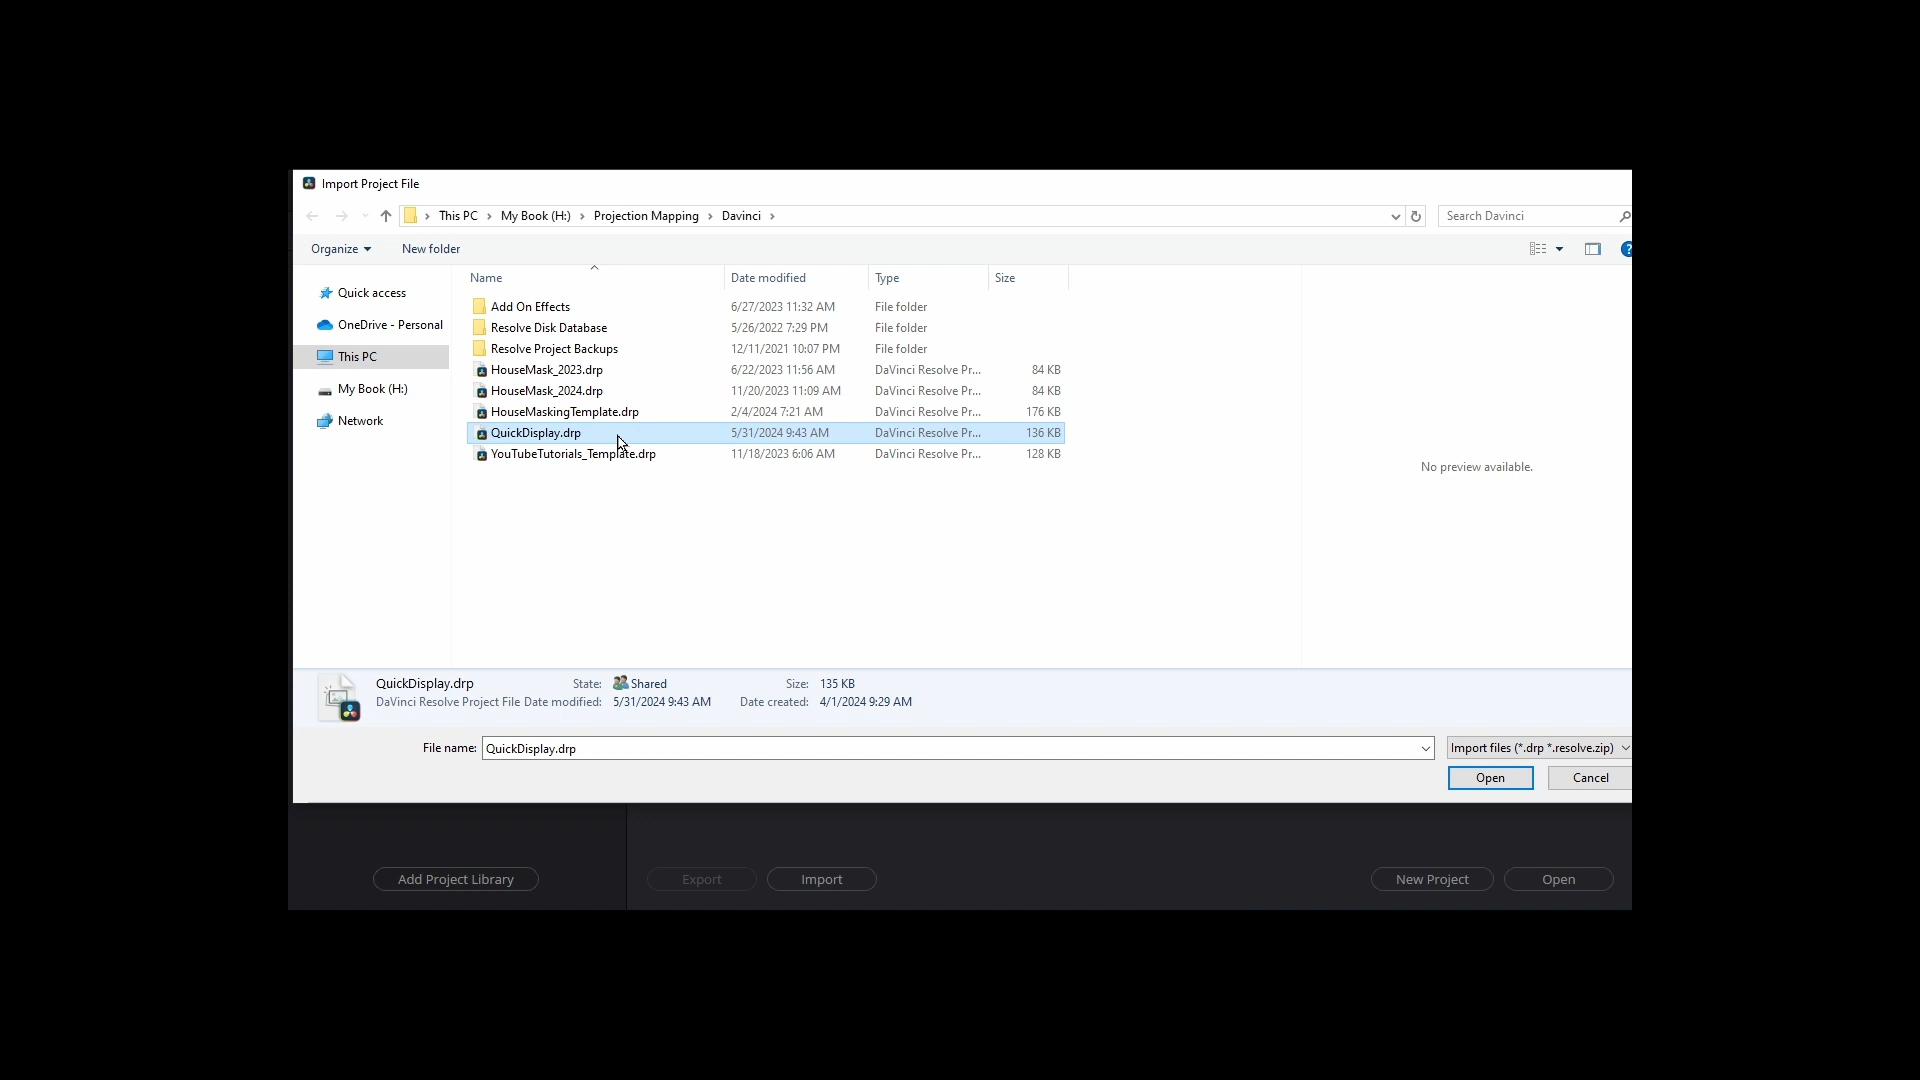 Import Project File
This PC > My Book (H:) > Projection Mapping > Davinci >
Search Davinci
Organize
New folder
?
Name
Date modified
Type
Size
Quick access
OneDrive - Personal
This PC
My Book (H:)
Network
Add On Effects 6/27/2023 11:32 AM File folder
Resolve Disk Database 5/26/2022 7:29 PM File folder
Resolve Project Backups 12/11/2021 10:07 PM File folder
HouseMask_2023.drp 6/22/2023 11:56 AM DaVinci Resolve Pr... 84 KB
HouseMask_2024.drp 11/20/2023 11:09 AM DaVinci Resolve Pr... 84 KB
HouseMaskingTemplate.drp 2/4/2024 7:21 AM DaVinci Resolve Pr... 176 KB
QuickDisplay.drp 5/31/2024 9:43 AM DaVinci Resolve Pr... 136 KB
YouTubeTutorials_Template.drp 11/18/2023 6:06 AM DaVinci Resolve Pr... 128 KB
No preview available.
QuickDisplay.drp State: Shared Size: 135 KB
DaVinci Resolve Project File Date modified: 5/31/2024 9:43 AM Date created: 4/1/2024 9:29 AM
File name: QuickDisplay.drp
Import files (*.drp *.resolve.zip)
Open
Cancel
Add Project Library
Export
Import
New Project
Open